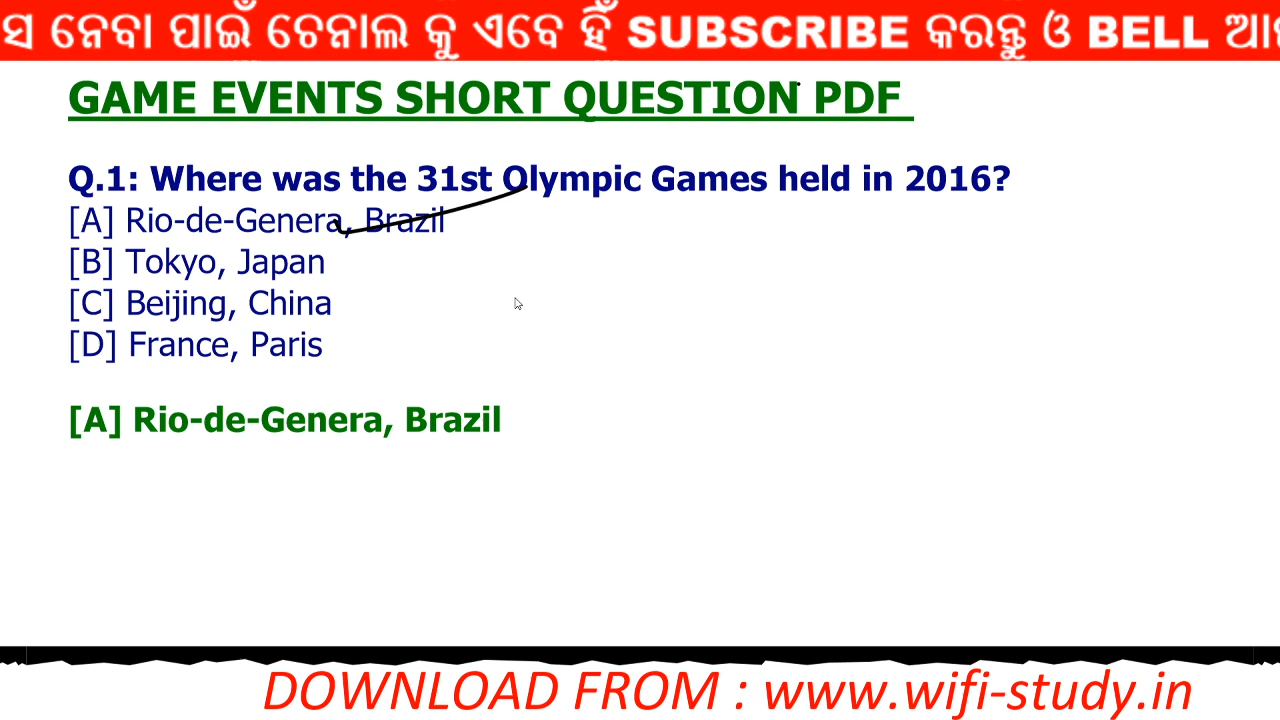 ସ ନେବା ପାଇଁ ଚେନାଲ କୁ ଏବେ ହିଁ SUBSCRIBE କରନ୍ତୁ ଓ BELL
GAME EVENTS SHORT QUESTION PDF
Q.1: Where was the 31st Olympic Games held in 2016?
[A] Rio-de-Genera, Brazil
[B] Tokyo, Japan
[C] Beijing, China
[D] France, Paris
[A] Rio-de-Genera, Brazil
DOWNLOAD FROM : www.wifi-study.in